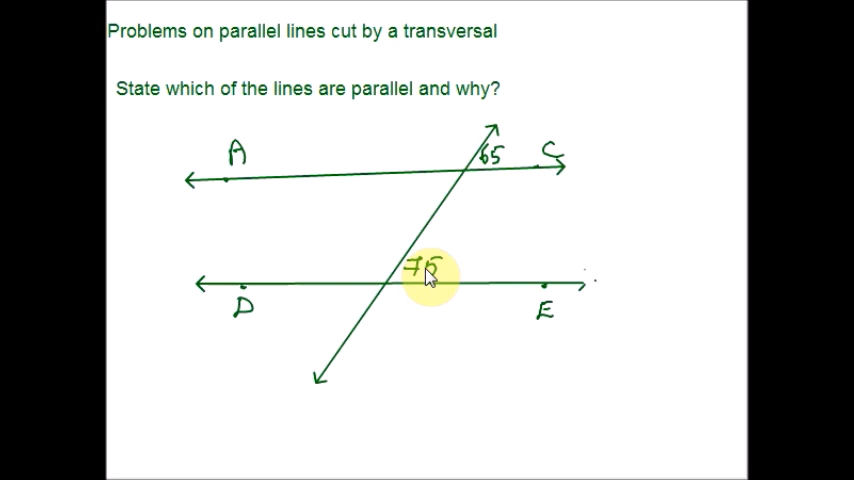 Problems on parallel lines cut by a transversal
State which of the lines are parallel and why?
A
65
C
75
D
E